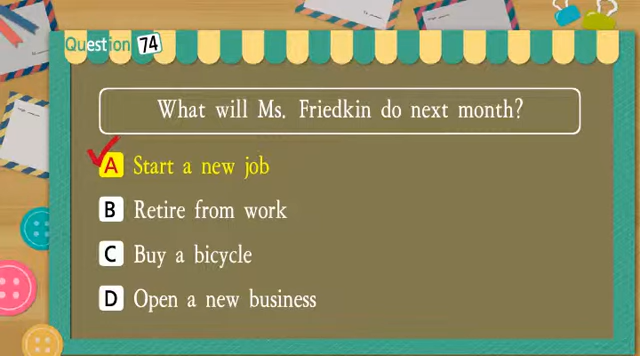 Question 74
What will Ms. Friedkin do next month?
A Start a new job
B Retire from work
C Buy a bicycle
D Open a new business